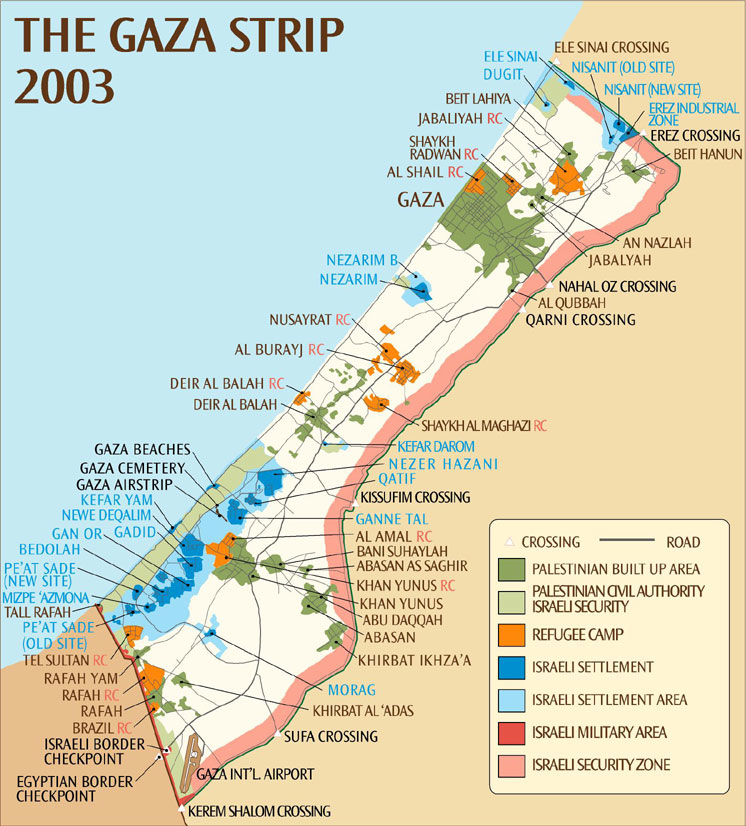 THE GAZA STRIP
2003
ELE SINAI CROSSING
ELE SINAI
NISANIT (OLD SITE)
DUGIT
NISANIT (NEW SITE)
BEIT LAHIYA
EREZ INDUSTRIAL
ZONE
JABALIYAH RC
EREZ CROSSING
SHAYKH
RADWAN RC
BEIT HANUN
AL SHAIL RC
GAZA
AN NAZLAH
JABALYAH
NEZARIM B
NEZARIM
NAHAL OZ CROSSING
AL QUBBAH
QARNI CROSSING
NUSAYRAT RC
AL BURAYJ RC
DEIR AL BALAH RC
DEIR AL BALAH
SHAYKH AL MAGHAZI RC
KEFAR DAROM
GAZA BEACHES
NEZER HAZANI
GAZA CEMETERY
QATIF
GAZA AIRSTRIP
KISSUFIM CROSSING
KEFAR YAM
NEWE DEQALIM
GANNE TAL
GAN OR
GADID
AL AMAL RC
BEDOLAH
BANI SUHAYLAH
ABASAN AS SAGHIR
PE'AT SADE
(NEW SITE)
KHAN YUNUS RC
MIZPE 'AZMONA
KHAN YUNUS
TALL RAFAH
ABU DAQQAH
PE'AT SADE
(OLD SITE)
ABASAN
TEL SULTAN RC
KHIRBAT IKHZA'A
RAFAH YAM
MORAG
RAFAH RC
RAFAH
KHIRBAT AL 'ADAS
BRAZIL RC
ISRAELI BORDER
CHECKPOINT
SUFA CROSSING
EGYPTIAN BORDER
CHECKPOINT
GAZA INT'L. AIRPORT
KEREM SHALOM CROSSING
CROSSING
ROAD
PALESTINIAN BUILT UP AREA
PALESTINIAN CIVIL AUTHORITY
ISRAELI SECURITY
REFUGEE CAMP
ISRAELI SETTLEMENT
ISRAELI SETTLEMENT AREA
ISRAELI MILITARY AREA
ISRAELI SECURITY ZONE